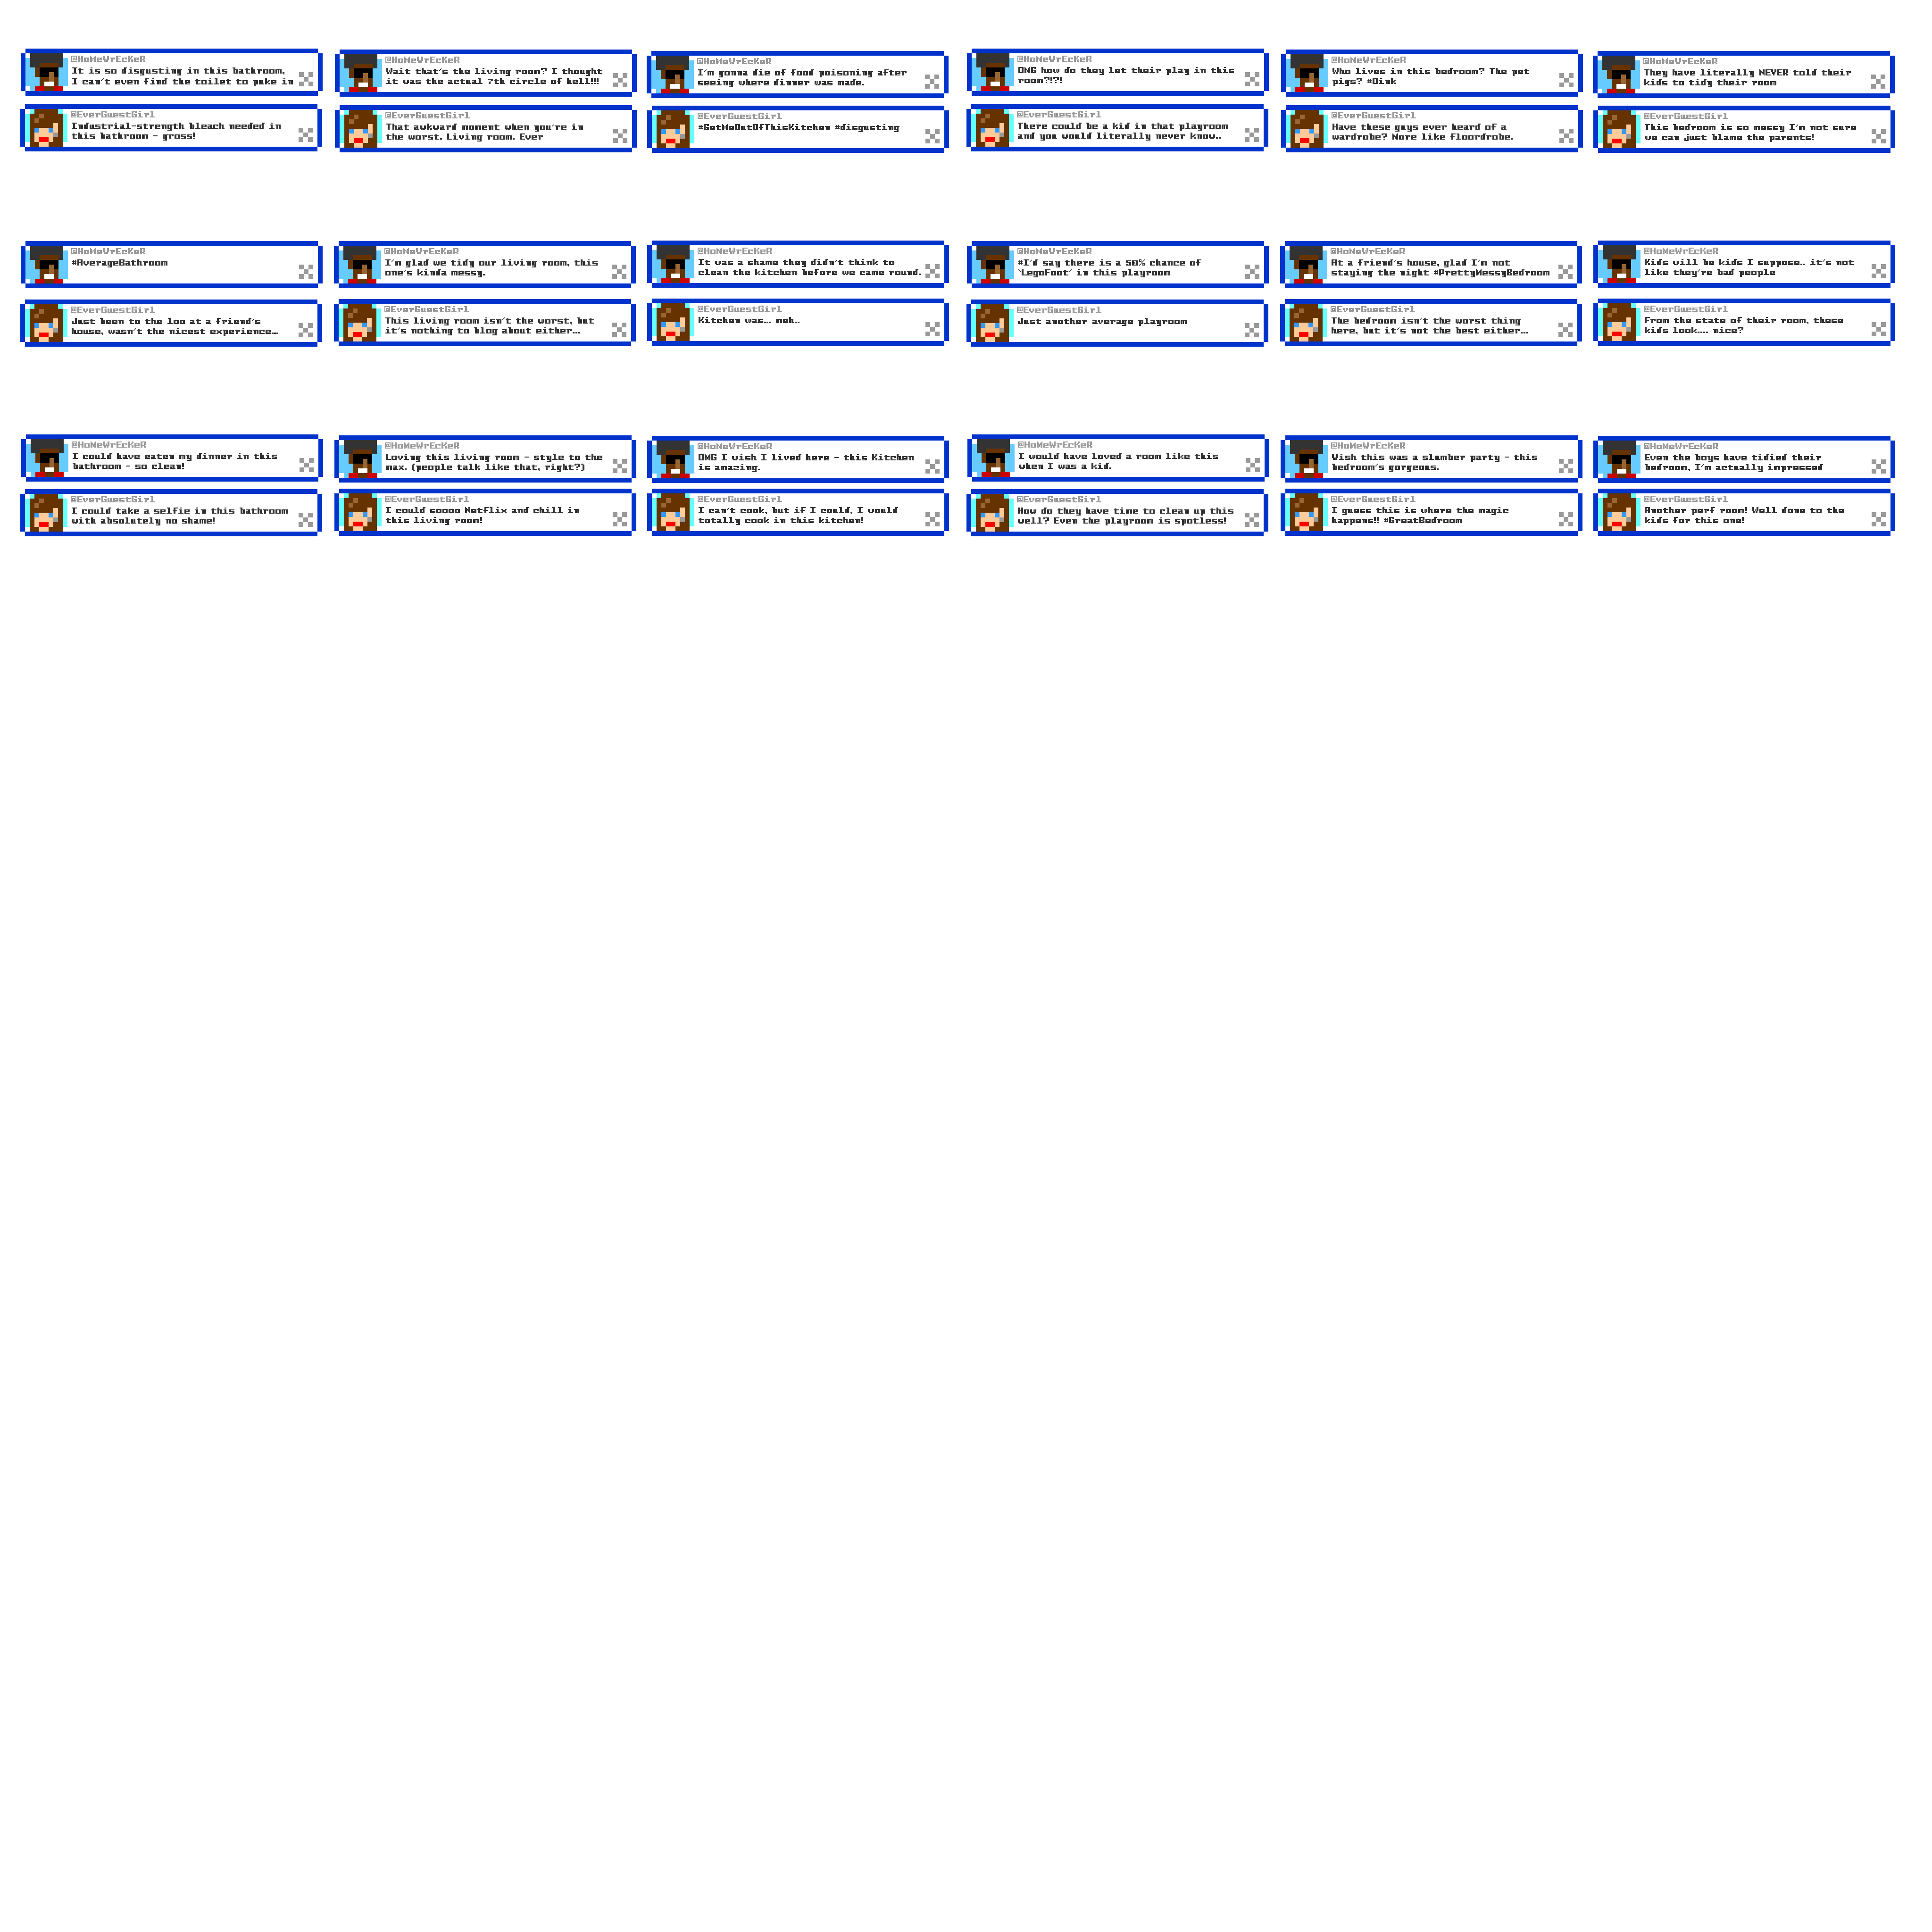 @HoMeWrEcKeR
It is so disgusting in this bathroom,
I can't even find the toilet to puke in
@HoMeWrEcKeR
Wait that's the living room? I thought
it was the actual 7th circle of hell!!!
@HoMeWrEcKeR
I'm gonna die of food poisoning after
seeing where dinner was made.
@HoMeWrEcKeR
OMG how do they let their play in this
room?!?!
@HoMeWrEcKeR
Who lives in this bedroom? The pet
pigs? #Oink
@HoMeWrEcKeR
They have literally NEVER told their
kids to tidy their room
@EverGuestGirl
Industrial-strength bleach needed in
this bathroom - gross!
@EverGuestGirl
That awkward moment when you're in
the worst. Living room. Ever
@EverGuestGirl
#GetMeOutOfThisKitchen #disgusting
@EverGuestGirl
There could be a kid in that playroom
and you would literally never know..
@EverGuestGirl
Have these guys ever heard of a
wardrobe? More like floordrobe.
@EverGuestGirl
This bedroom is so messy I'm not sure
we can just blame the parents!
@HoMeWrEcKeR
#AverageBathroom
@HoMeWrEcKeR
I'm glad we tidy our living room, this
one's kinda messy.
@HoMeWrEcKeR
It was a shame they didn't think to
clean the kitchen before we came round.
@HoMeWrEcKeR
#I'd say there is a 50% chance of
'LegoFoot' in this playroom
@HoMeWrEcKeR
At a friend's house, glad I'm not
staying the night #PrettyMessyBedroom
@HoMeWrEcKeR
Kids will be kids I suppose.. it's not
like they're bad people
@EverGuestGirl
Just been to the loo at a friend's
house, wasn't the nicest experience...
@EverGuestGirl
This living room isn't the worst, but
it's nothing to blog about either...
@EverGuestGirl
Kitchen was... meh..
@EverGuestGirl
Just another average playroom
@EverGuestGirl
The bedroom isn't the worst thing
here, but it's not the best either...
@EverGuestGirl
From the state of their room, these
kids look.... nice?
@HoMeWrEcKeR
I could have eaten my dinner in this
bathroom - so clean!
@HoMeWrEcKeR
Loving this living room - style to the
max. (people talk like that, right?)
@HoMeWrEcKeR
OMG I wish I lived here - this Kitchen
is amazing.
@HoMeWrEcKeR
I would have loved a room like this
when I was a kid.
@HoMeWrEcKeR
Wish this was a slumber party - this
bedroom's gorgeous.
@HoMeWrEcKeR
Even the boys have tidied their
bedroom, I'm actually impressed
@EverGuestGirl
I could take a selfie in this bathroom
with absolutely no shame!
@EverGuestGirl
I could soooo Netflix and chill in
this living room!
@EverGuestGirl
I can't cook, but if I could, I would
totally cook in this kitchen!
@EverGuestGirl
How do they have time to clean up this
well? Even the playroom is spotless!
@EverGuestGirl
I guess this is where the magic
happens!! #GreatBedroom
@EverGuestGirl
Another perf room! Well done to the
kids for this one!